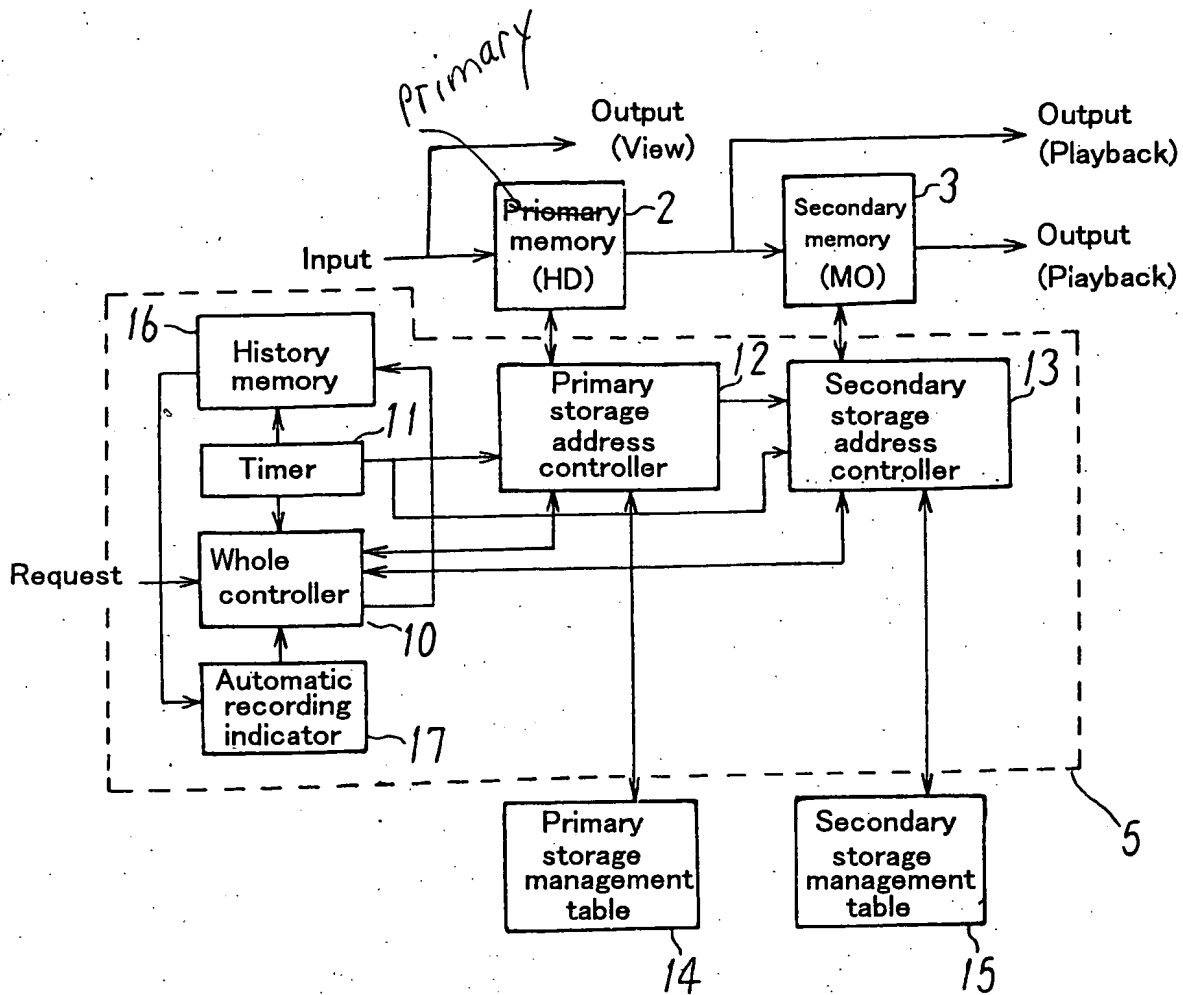 Primary
Output
(View)
Output
(Playback)
Priomary
memory
(HD)
2
Secondary
memory
(MO)
3
Input
Output
(Piayback)
16
History
memory
11
Timer
Primary
storage
address
controller
12
Secondary
storage
address
controller
13
Request
Whole
controller
10
Automatic
recording
indicator
17
5
Primary
storage
management
table
14
Secondary
storage
management
table
15